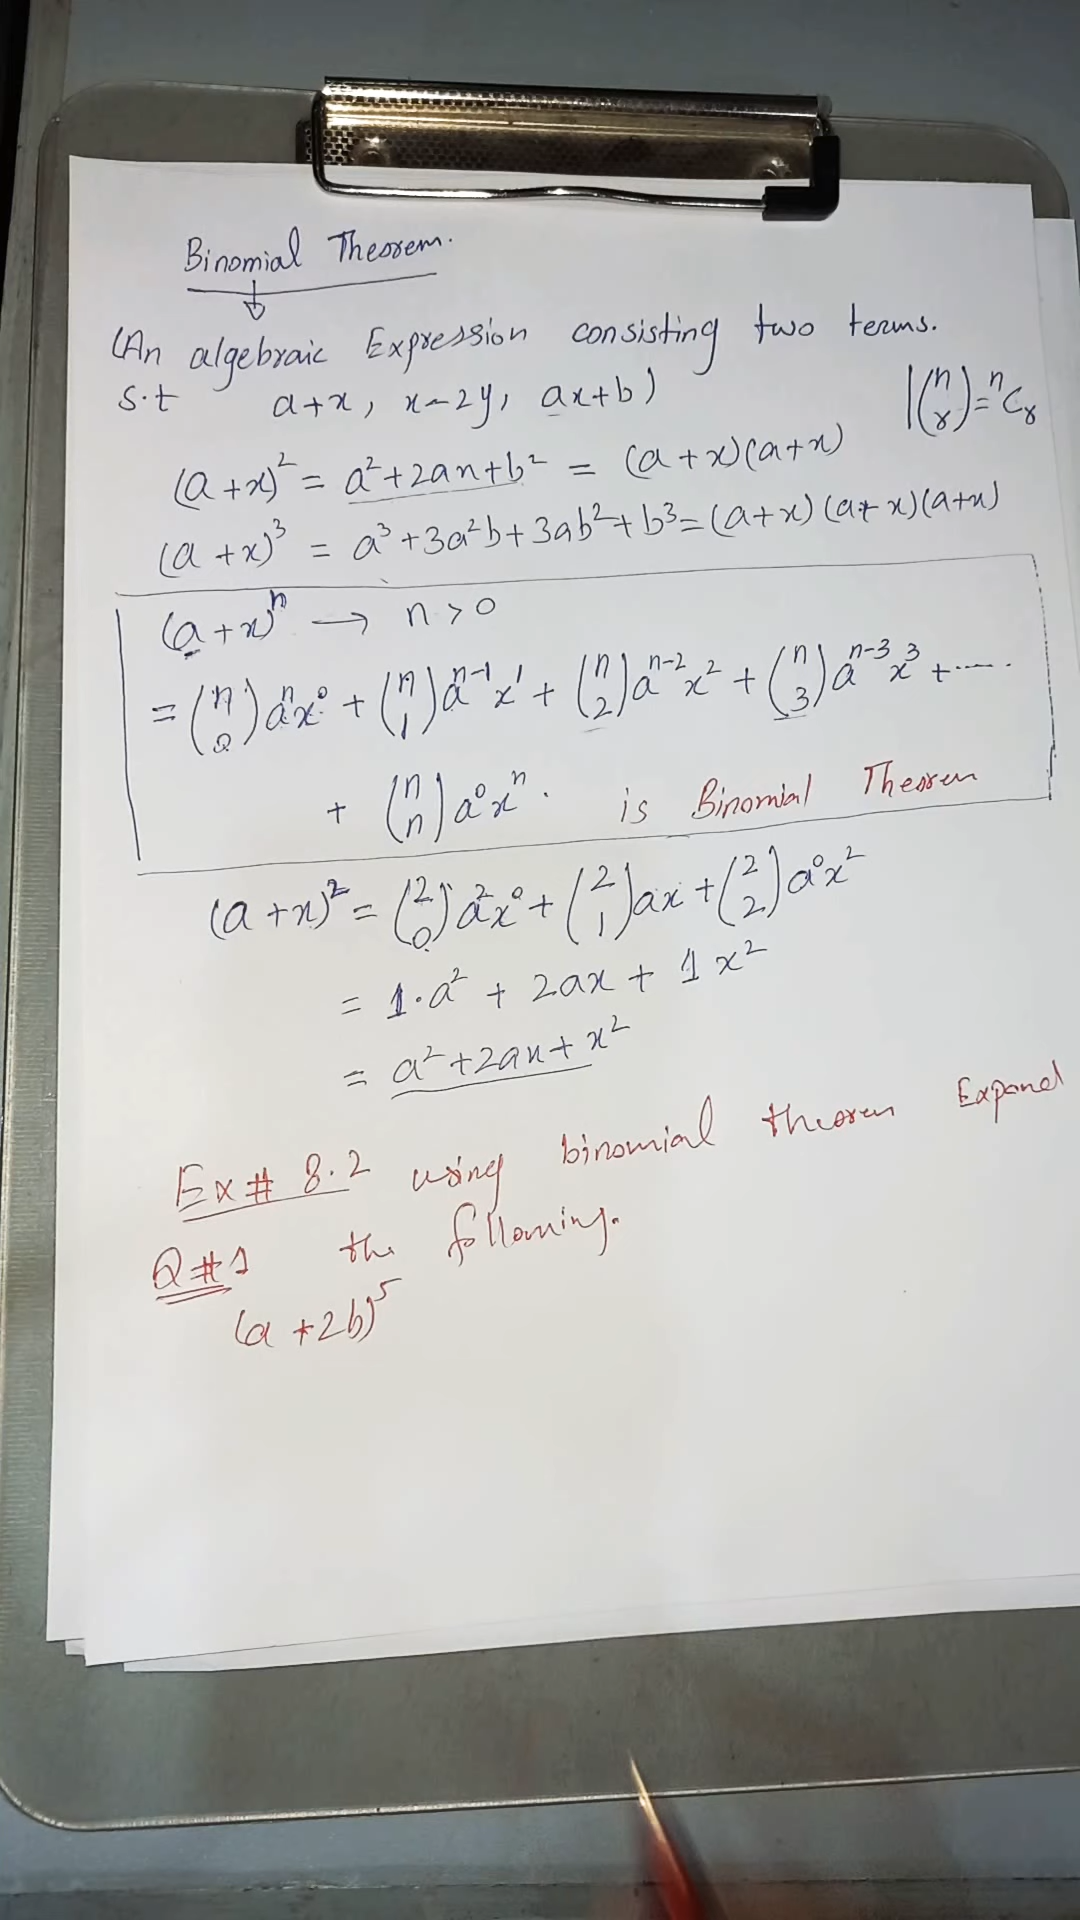 Binomial Theorem.
(An algebraic Expression consisting two terms.
s.t a+x, x-2y, ax+b)
(n r) = nCr
(a+x)² = a²+2ax+b² = (a+x)(a+x)
(a+x)³ = a³+3a²b+3ab²+b³=(a+x)(a+x)(a+x)
(a+x)ⁿ → n>0
= (n 0) aⁿx⁰ + (n 1) aⁿ⁻¹x¹ + (n 2) aⁿ⁻²x² + (n 3) aⁿ⁻³x³ + .....
+ (n n) a⁰xⁿ. is Binomial Theorem
(a+x)² = (2 0) a²x⁰ + (2 1) ax + (2 2) a⁰x²
= 1·a² + 2ax + 1x²
= a²+2ax+x²
Ex# 8.2 using binomial theorem Expand
Q#1 the following.
(a+2b)⁵